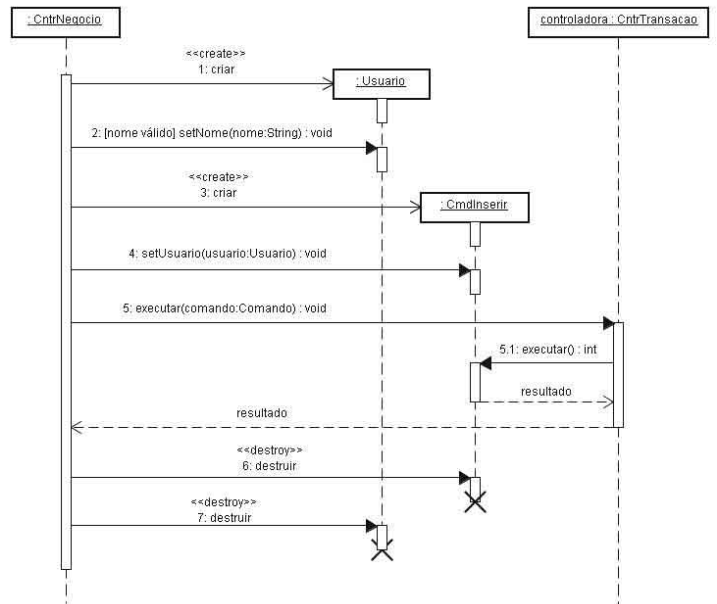 : CntrNegocio
controladora : CntrTransacao
<<create>>
1: criar
: Usuario
2: [nome válido] setNome(nome:String) : void
<<create>>
3: criar
: CmdInserir
4: setUsuario(usuario:Usuario) : void
5: executar(comando:Comando) : void
5.1: executar() : int
resultado
resultado
<<destroy>>
6: destruir
<<destroy>>
7: destruir